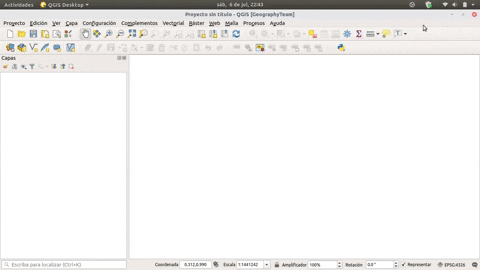 Actividades QGIS Desktop sáb, 6 de jul, 22:43
Proyecto sin título - QGIS [GeographyTeam]
Proyecto Edición Ver Capa Configuración Complementos Vectorial Ráster Web Malla Procesos Ayuda
Capas
Escriba para localizar (Ctrl+K) Coordenada 0.312,0.990 Escala 1:1441242 Amplificador 100% Rotación 0.0 ° Representar EPSG:4326